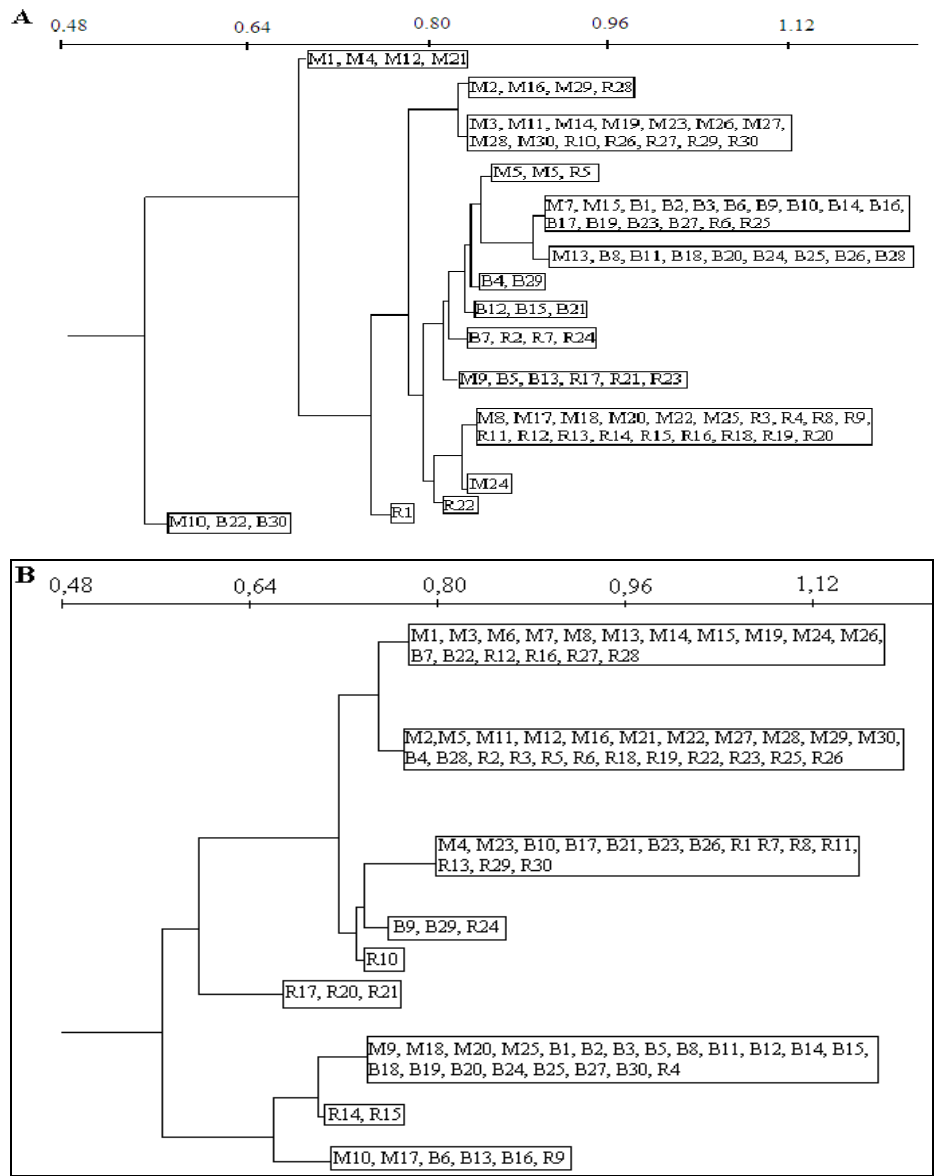 A
0.48 0.64 0.80 0.96 1.12
M1, M4, M12, M21
M2, M16, M29, R28
M3, M11, M14, M19, M23, M26, M27,
M28, M30, R10, R26, R27, R29, R30
M5, M5, R5
M7, M15, B1, B2, B3, B6, B9, B10, B14, B16,
B17, B19, B23, B27, R6, R25
M13, B8, B11, B18, B20, B24, B25, B26, B28
B4, B29
B12, B15, B21
B7, R2, R7, R24
M9, B5, B13, R17, R21, R23
M8, M17, M18, M20, M22, M25, R3, R4, R8, R9,
R11, R12, R13, R14, R15, R16, R18, R19, R20
M24
R22
R1
M10, B22, B30
B
0,48 0,64 0,80 0,96 1,12
M1, M3, M6, M7, M8, M13, M14, M15, M19, M24, M26,
B7, B22, R12, R16, R27, R28
M2,M5, M11, M12, M16, M21, M22, M27, M28, M29, M30,
B4, B28, R2, R3, R5, R6, R18, R19, R22, R23, R25, R26
M4, M23, B10, B17, B21, B23, B26, R1 R7, R8, R11,
R13, R29, R30
B9, B29, R24
R10
R17, R20, R21
M9, M18, M20, M25, B1, B2, B3, B5, B8, B11, B12, B14, B15,
B18, B19, B20, B24, B25, B27, B30, R4
R14, R15
M10, M17, B6, B13, B16, R9